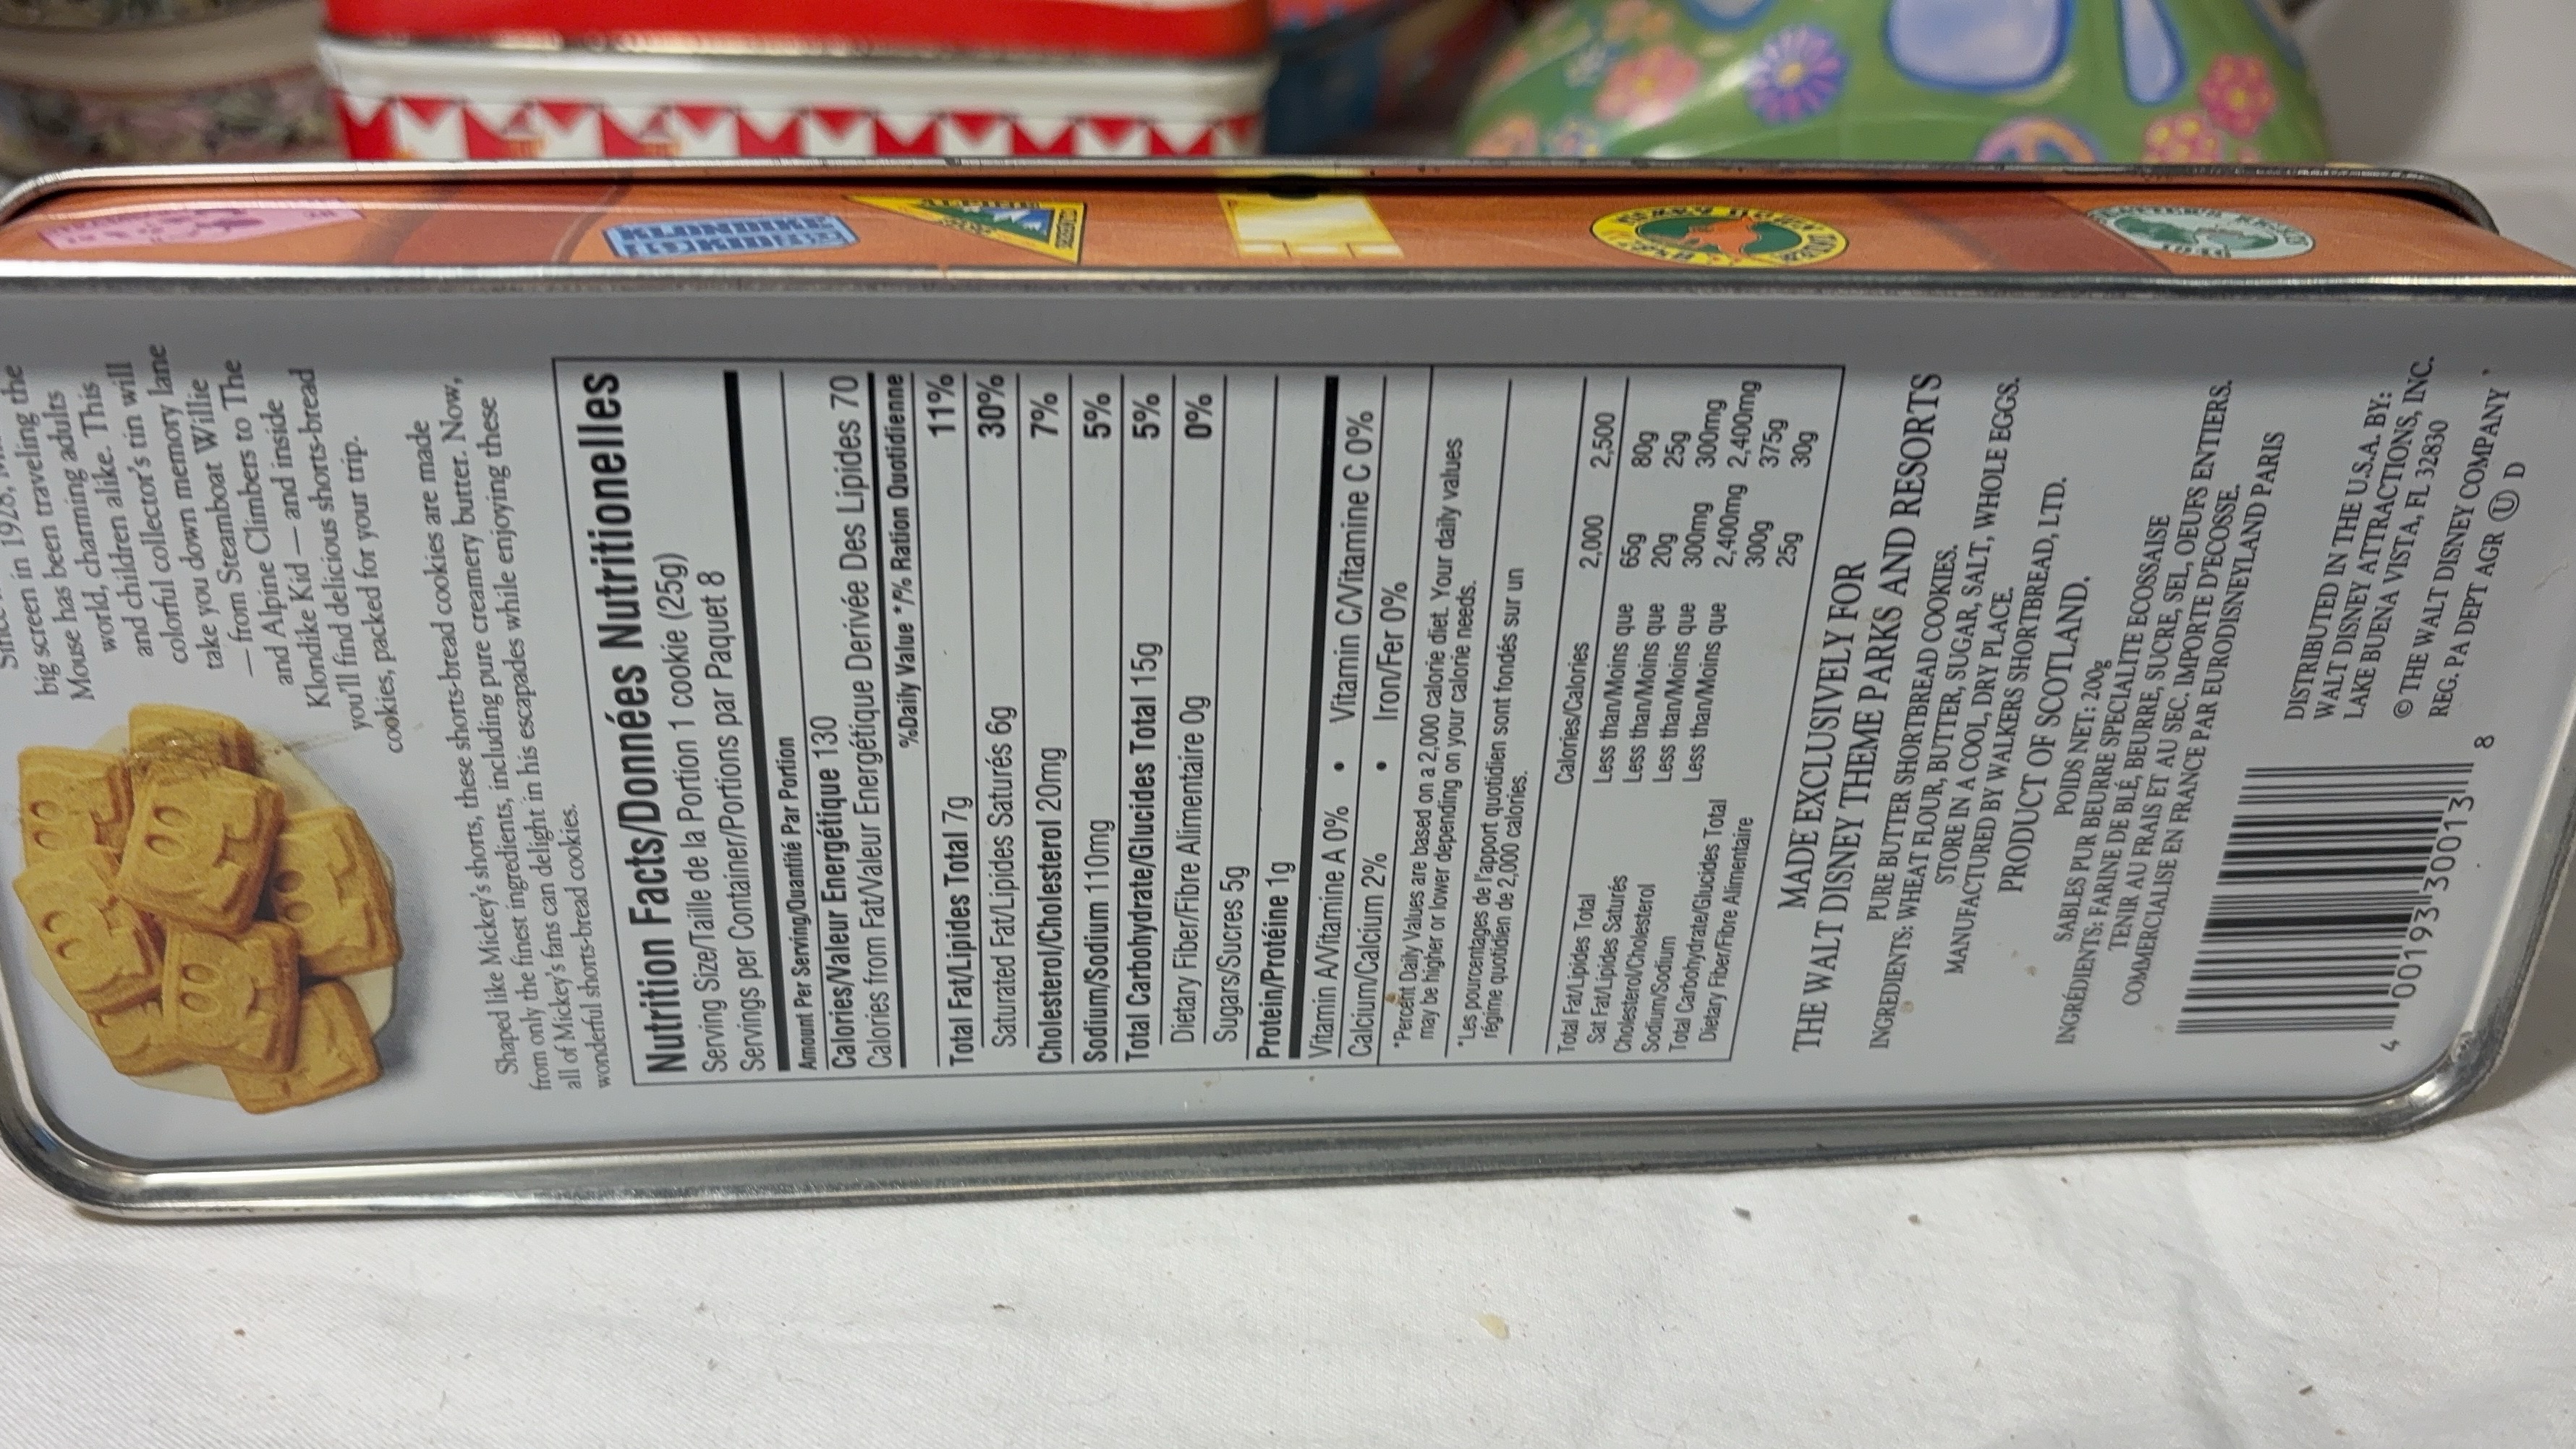 big screen in 1928,
Mouse has been traveling the
world, charming adults
and children alike. This
colorful collector's tin will
take you down memory lane
— from Steamboat Willie
and Alpine Climbers to The
Klondike Kid — and inside
you'll find delicious shorts-bread
cookies, packed for your trip.
Shaped like Mickey's shorts, these shorts-bread cookies are made
from only the finest ingredients, including pure creamery butter. Now,
all of Mickey's fans can delight in his escapades while enjoying these
wonderful shorts-bread cookies.
Nutrition Facts/Données Nutritionelles
Serving Size/Taille de la Portion 1 cookie (25g)
Servings per Container/Portions par Paquet 8
Amount Per Serving/Quantité Par Portion
Calories/Valeur Energétique 130
Calories from Fat/Valeur Energétique Derivée Des Lipides 70
%Daily Value */% Ration Quotidienne
Total Fat/Lipides Total 7g 11%
Saturated Fat/Lipides Saturés 6g 30%
Cholesterol/Cholesterol 20mg 7%
Sodium/Sodium 110mg 5%
Total Carbohydrate/Glucides Total 15g 5%
Dietary Fiber/Fibre Alimentaire 0g 0%
Sugars/Sucres 5g
Protein/Protéine 1g
Vitamin A/Vitamine A 0% • Vitamin C/Vitamine C 0%
Calcium/Calcium 2% • Iron/Fer 0%
*Percent Daily Values are based on a 2,000 calorie diet. Your daily values
may be higher or lower depending on your calorie needs.
*Les pourcentages de l'apport quotidien sont fondés sur un
régime quotidien de 2,000 calories.
Calories/Calories 2,000 2,500
Total Fat/Lipides Total Less than/Moins que 65g 80g
Sat Fat/Lipides Saturés Less than/Moins que 20g 25g
Cholesterol/Cholesterol Less than/Moins que 300mg 300mg
Sodium/Sodium Less than/Moins que 2,400mg 2,400mg
Total Carbohydrate/Glucides Total 300g 375g
Dietary Fiber/Fibre Alimentaire 25g 30g
MADE EXCLUSIVELY FOR
THE WALT DISNEY THEME PARKS AND RESORTS
PURE BUTTER SHORTBREAD COOKIES.
INGREDIENTS: WHEAT FLOUR, BUTTER, SUGAR, SALT, WHOLE EGGS.
STORE IN A COOL, DRY PLACE.
MANUFACTURED BY WALKERS SHORTBREAD, LTD.
PRODUCT OF SCOTLAND.
POIDS NET: 200g
SABLES PUR BEURRE SPECIALITE ECOSSAISE
INGRÉDIENTS: FARINE DE BLÉ, BEURRE, SUCRE, SEL, OEUFS ENTIERS.
TENIR AU FRAIS ET AU SEC. IMPORTE D'ECOSSE.
COMMERCIALISE EN FRANCE PAR EURODISNEYLAND PARIS
DISTRIBUTED IN THE U.S.A. BY:
WALT DISNEY ATTRACTIONS, INC.
LAKE BUENA VISTA, FL 32830
© THE WALT DISNEY COMPANY
REG. PA DEPT AGR Ⓤ D
4 00193 30013 8
KLONDIKE